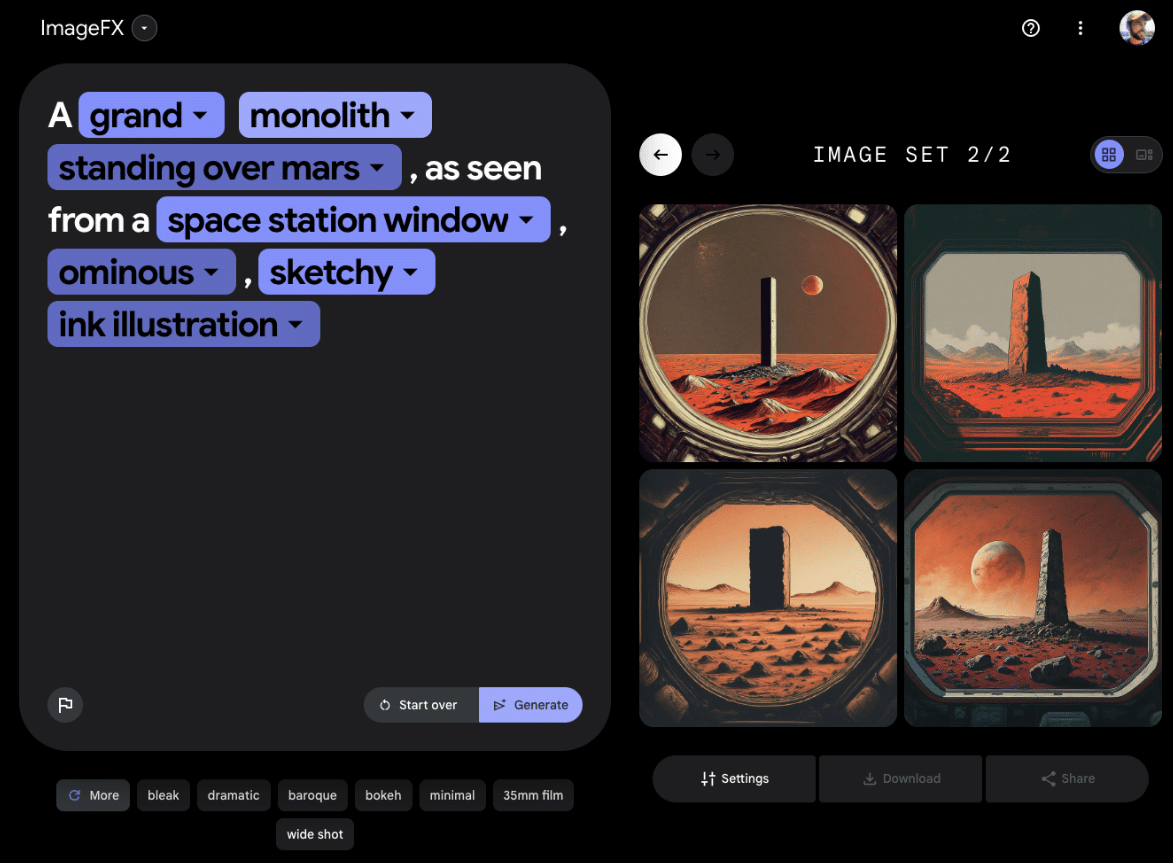 ImageFX
A grand monolith
standing over mars , as seen
from a space station window ,
ominous , sketchy
ink illustration
Start over
Generate
More
bleak
dramatic
baroque
bokeh
minimal
35mm film
wide shot
IMAGE SET 2/2
Settings
Download
Share